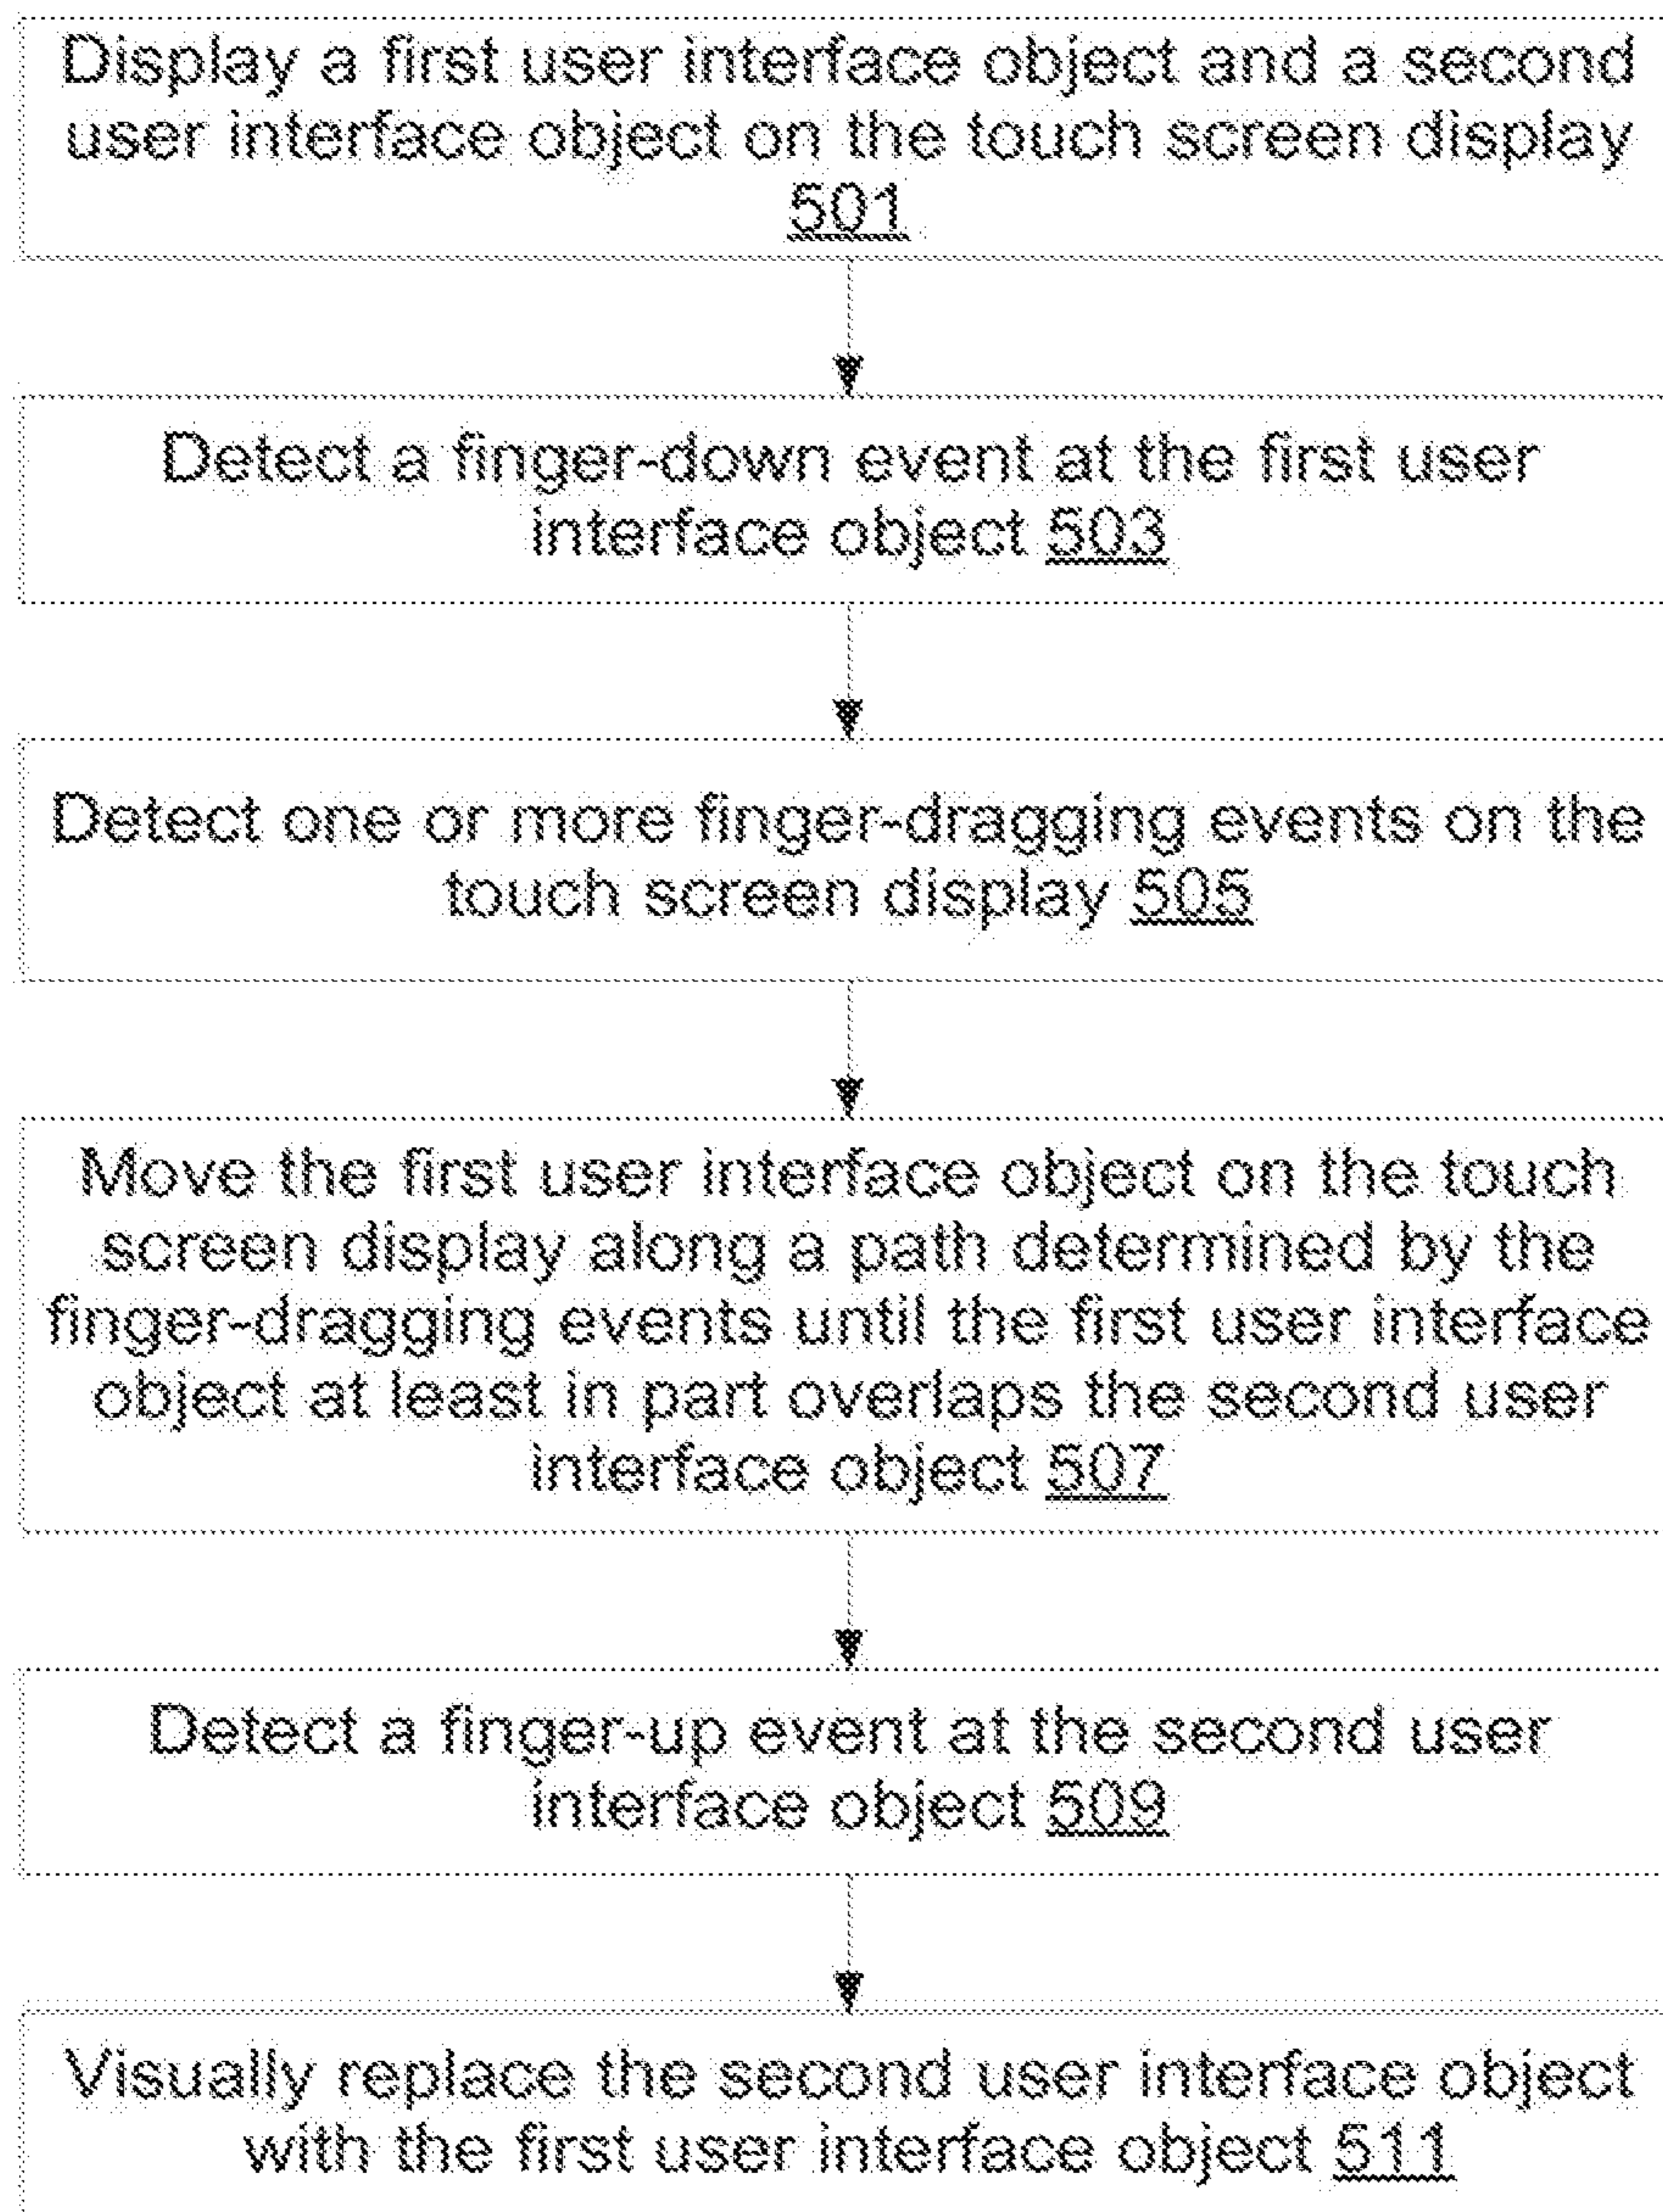 Display a first user interface object and a second
user interface object on the touch screen display
501
Detect a finger-down event at the first user
interface object 503
Detect one or more finger-dragging events on the
touch screen display 505
Move the first user interface object on the touch
screen display along a path determined by the
finger-dragging events until the first user interface
object at least in part overlaps the second user
interface object 507
Detect a finger-up event at the second user
interface object 509
Visually replace the second user interface object
with the first user interface object 511